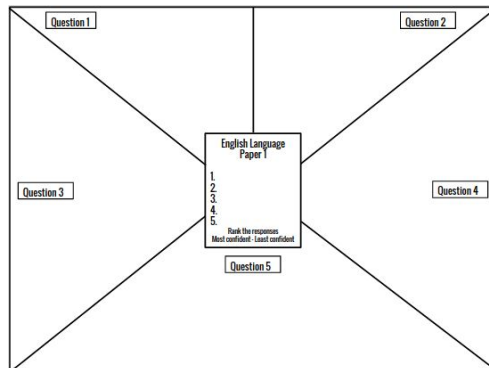 Question 1
Question 2
English Language
Paper 1
1.
2.
3.
4.
5.
Rank the responses
Most confident - Least confident
Question 3
Question 4
Question 5